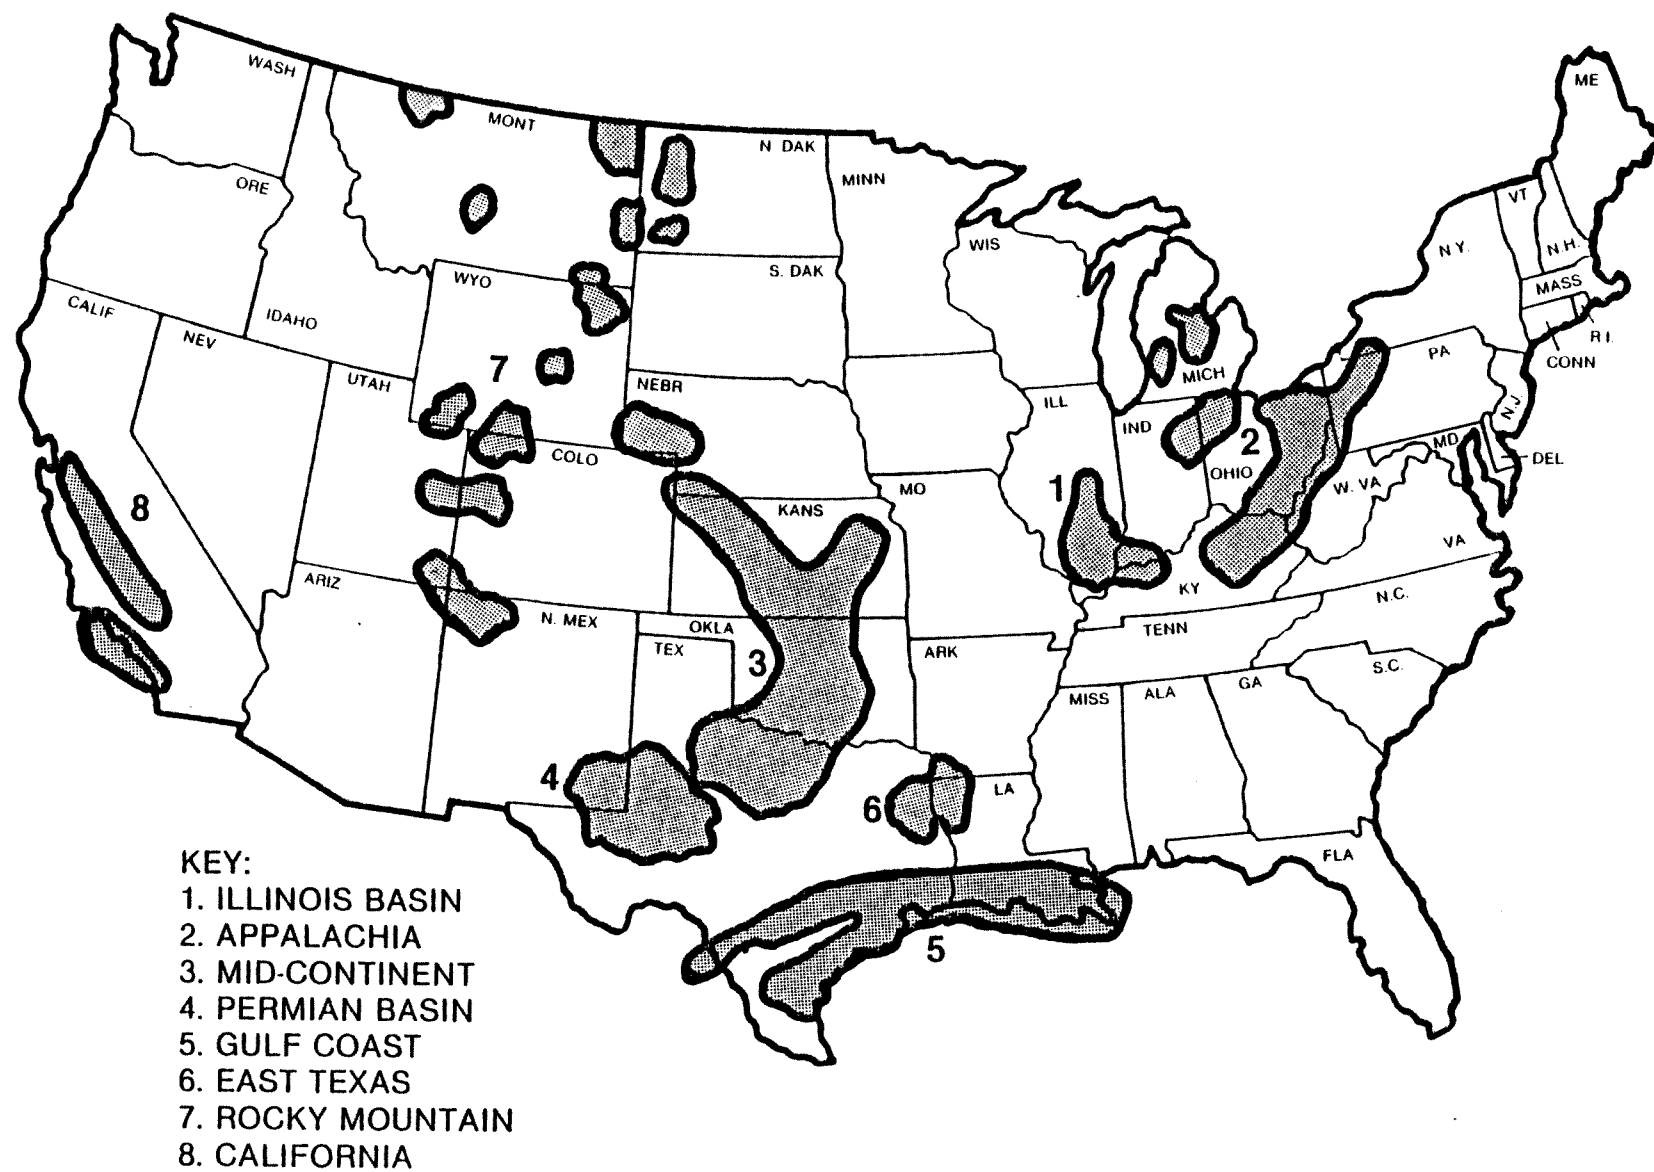 WASH
MONT
N DAK
MINN
ME
ORE
VT
N.H.
N.Y.
WIS
MASS
S. DAK
WYO
CALIF
IDAHO
NEV
R I.
CONN
PA
UTAH
7
NEBR
MICH
ILL
N.J.
IND
2
MD
DEL
COLO
OHIO
MO
1
W. VA
8
KANS
VA
ARIZ
KY
N.C.
N. MEX
OKLA
TENN
TEX
3
ARK
S.C.
GA
MISS
ALA
4
6
LA
FLA
5
KEY:
1. ILLINOIS BASIN
2. APPALACHIA
3. MID-CONTINENT
4. PERMIAN BASIN
5. GULF COAST
6. EAST TEXAS
7. ROCKY MOUNTAIN
8. CALIFORNIA